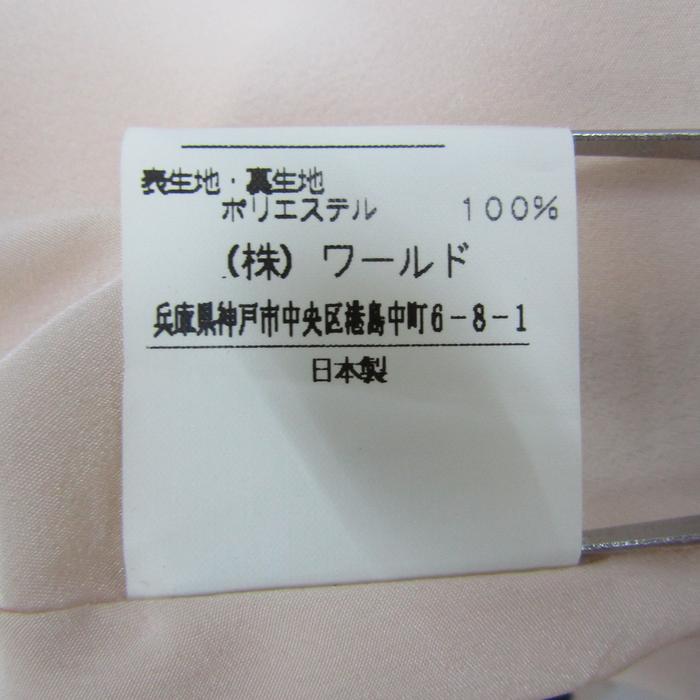 表生地・裏生地
ポリエステル 100%
(株) ワールド
兵庫県神戸市中央区港島中町6-8-1
日本製